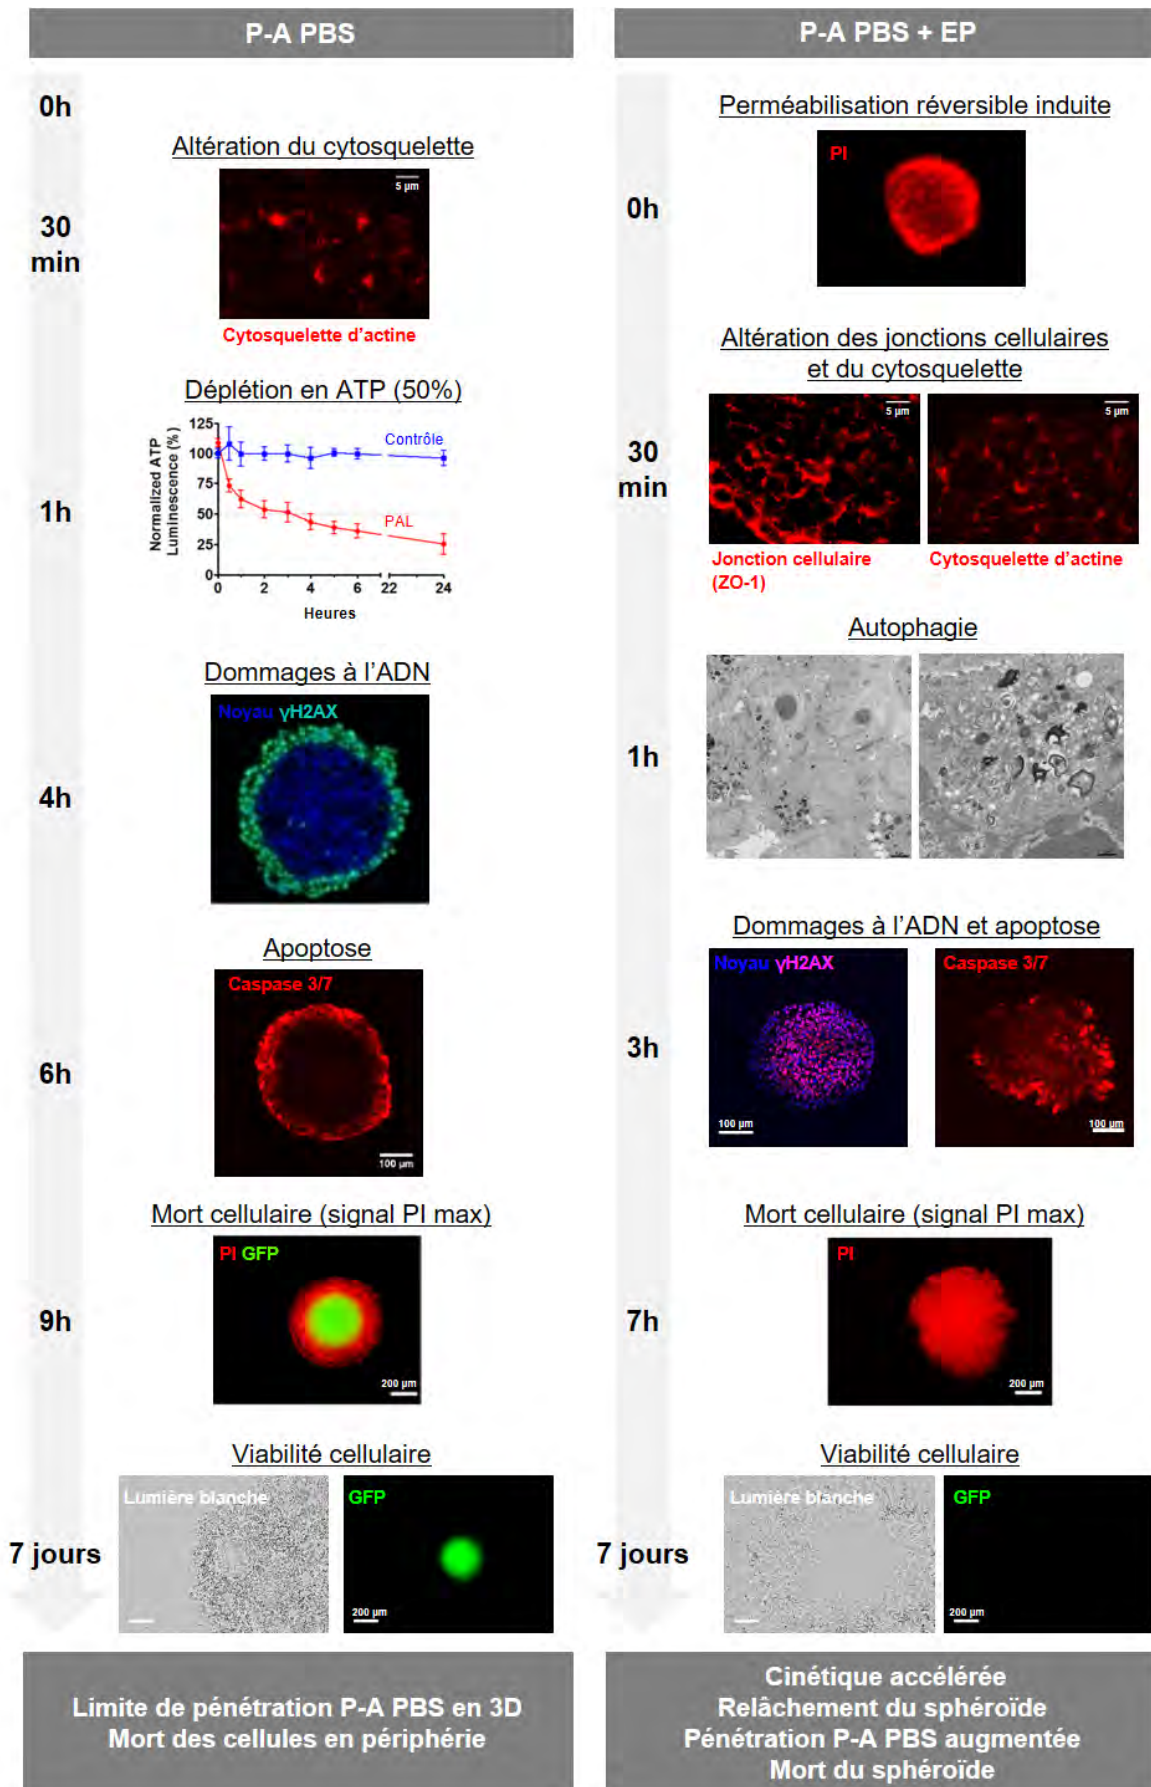 P-A PBS
0h
Altération du cytosquelette
5 µm
30
min
Cytosquelette d'actine
Déplétion en ATP (50%)
Normalized ATP
Luminescence (%)
125
100
75
50
25
0
Contrôle
PAL
0
2
4
6
22
24
Heures
1h
Dommages à l'ADN
Noyau γH2AX
4h
Apoptose
Caspase 3/7
100 µm
6h
Mort cellulaire (signal PI max)
PI GFP
200 µm
9h
Viabilité cellulaire
Lumière blanche
GFP
200 µm
7 jours
Limite de pénétration P-A PBS en 3D
Mort des cellules en périphérie
P-A PBS + EP
Perméabilisation réversible induite
PI
0h
Altération des jonctions cellulaires
et du cytosquelette
5 µm
5 µm
30
min
Jonction cellulaire
(ZO-1)
Cytosquelette d'actine
Autophagie
1h
Dommages à l'ADN et apoptose
Noyau γH2AX
Caspase 3/7
100 µm
100 µm
3h
Mort cellulaire (signal PI max)
PI
200 µm
7h
Viabilité cellulaire
Lumière blanche
GFP
200 µm
7 jours
Cinétique accélérée
Relâchement du sphéroïde
Pénétration P-A PBS augmentée
Mort du sphéroïde